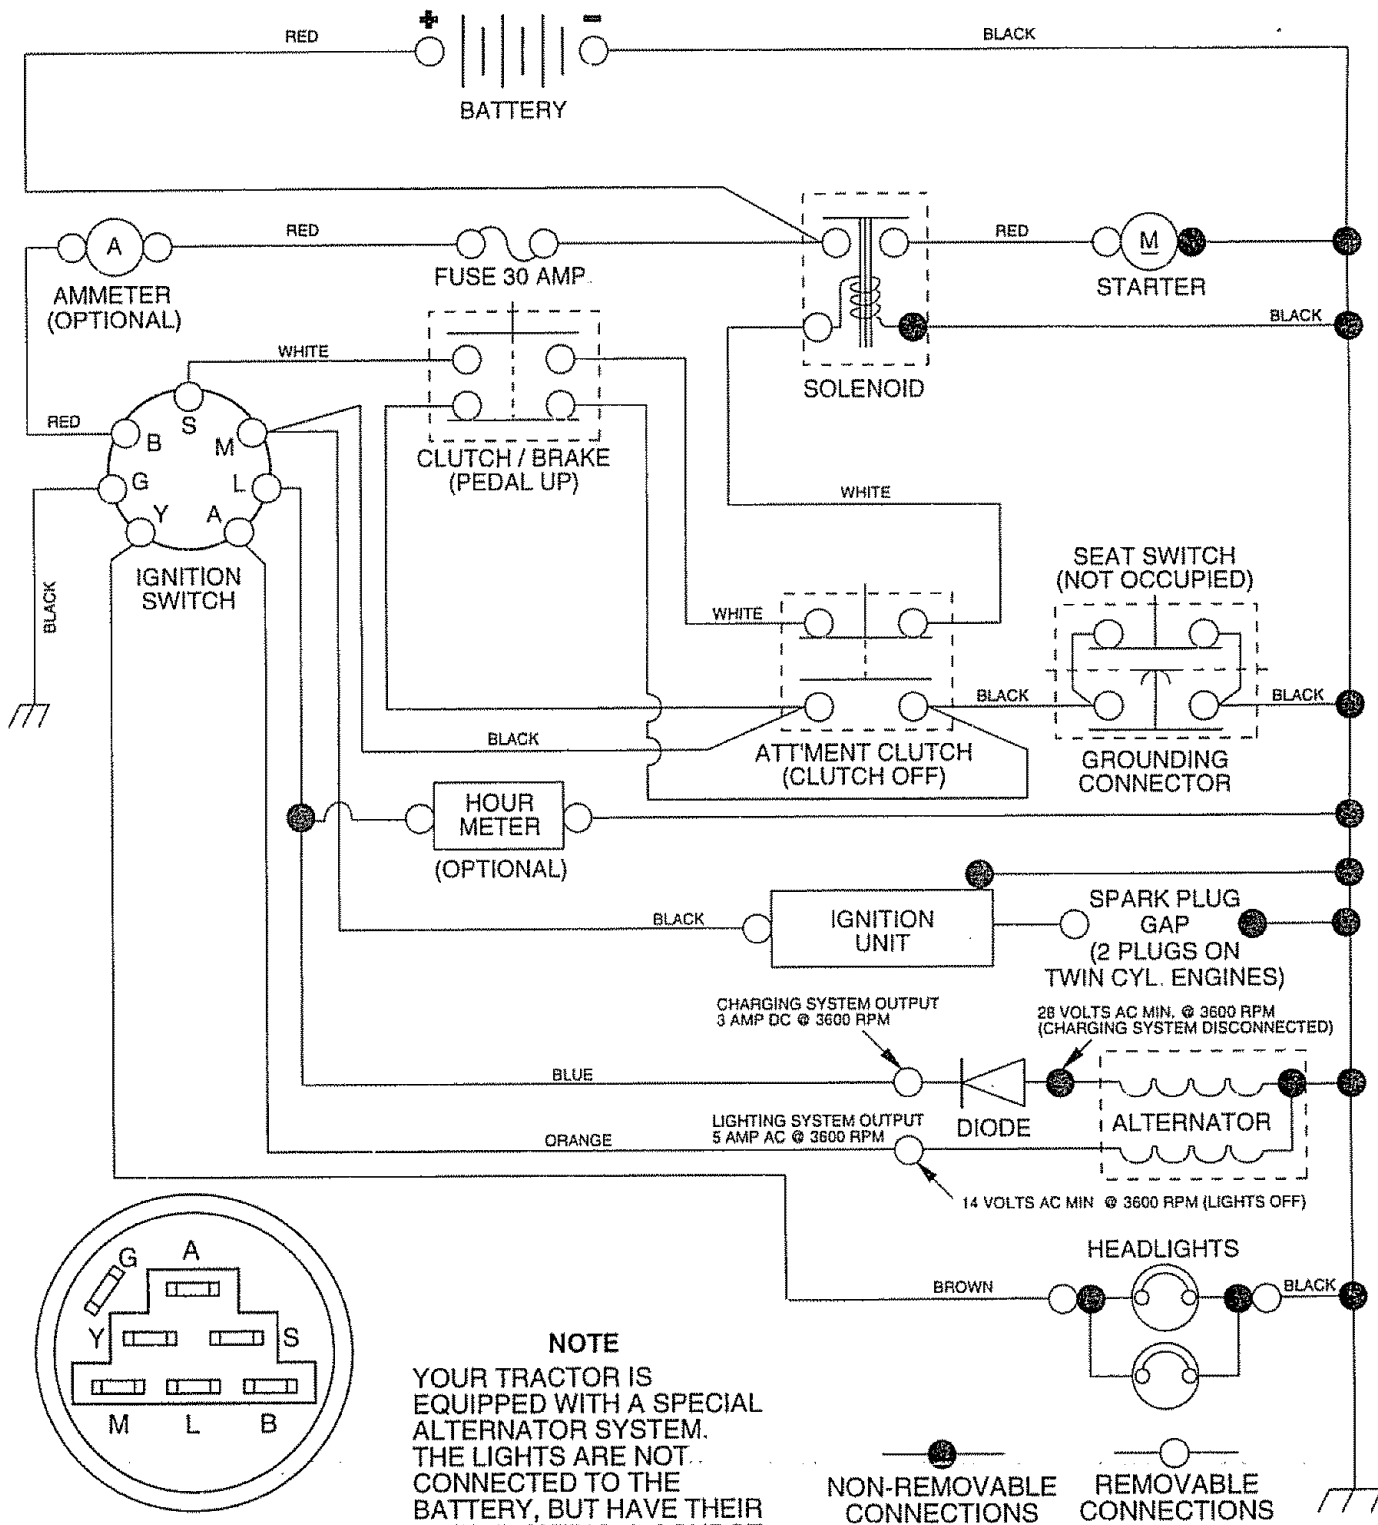 + -
RED
BLACK
BATTERY
A
RED
FUSE 30 AMP.
RED
M
STARTER
AMMETER
(OPTIONAL)
BLACK
SOLENOID
WHITE
RED
S
B
M
G
L
Y
A
CLUTCH / BRAKE
(PEDAL UP)
IGNITION
SWITCH
BLACK
WHITE
WHITE
SEAT SWITCH
(NOT OCCUPIED)
BLACK
BLACK
BLACK
ATT'MENT CLUTCH
(CLUTCH OFF)
GROUNDING
CONNECTOR
HOUR
METER
(OPTIONAL)
BLACK
IGNITION
UNIT
SPARK PLUG
GAP
(2 PLUGS ON
TWIN CYL. ENGINES)
CHARGING SYSTEM OUTPUT
3 AMP DC @ 3600 RPM
28 VOLTS AC MIN. @ 3600 RPM
(CHARGING SYSTEM DISCONNECTED)
BLUE
DIODE
ALTERNATOR
LIGHTING SYSTEM OUTPUT
5 AMP AC @ 3600 RPM
ORANGE
14 VOLTS AC MIN @ 3600 RPM (LIGHTS OFF)
HEADLIGHTS
BROWN
BLACK
G
A
Y
S
M
L
B
NOTE
YOUR TRACTOR IS
EQUIPPED WITH A SPECIAL
ALTERNATOR SYSTEM.
THE LIGHTS ARE NOT
CONNECTED TO THE
BATTERY, BUT HAVE THEIR
NON-REMOVABLE
CONNECTIONS
REMOVABLE
CONNECTIONS